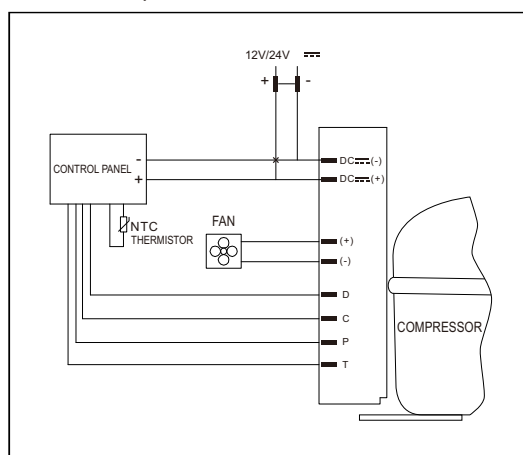 12V/24V
+ -
CONTROL PANEL
-
+
DC (-)
DC (+)
NTC
THERMISTOR
FAN
(+)
(-)
D
C
P
T
COMPRESSOR